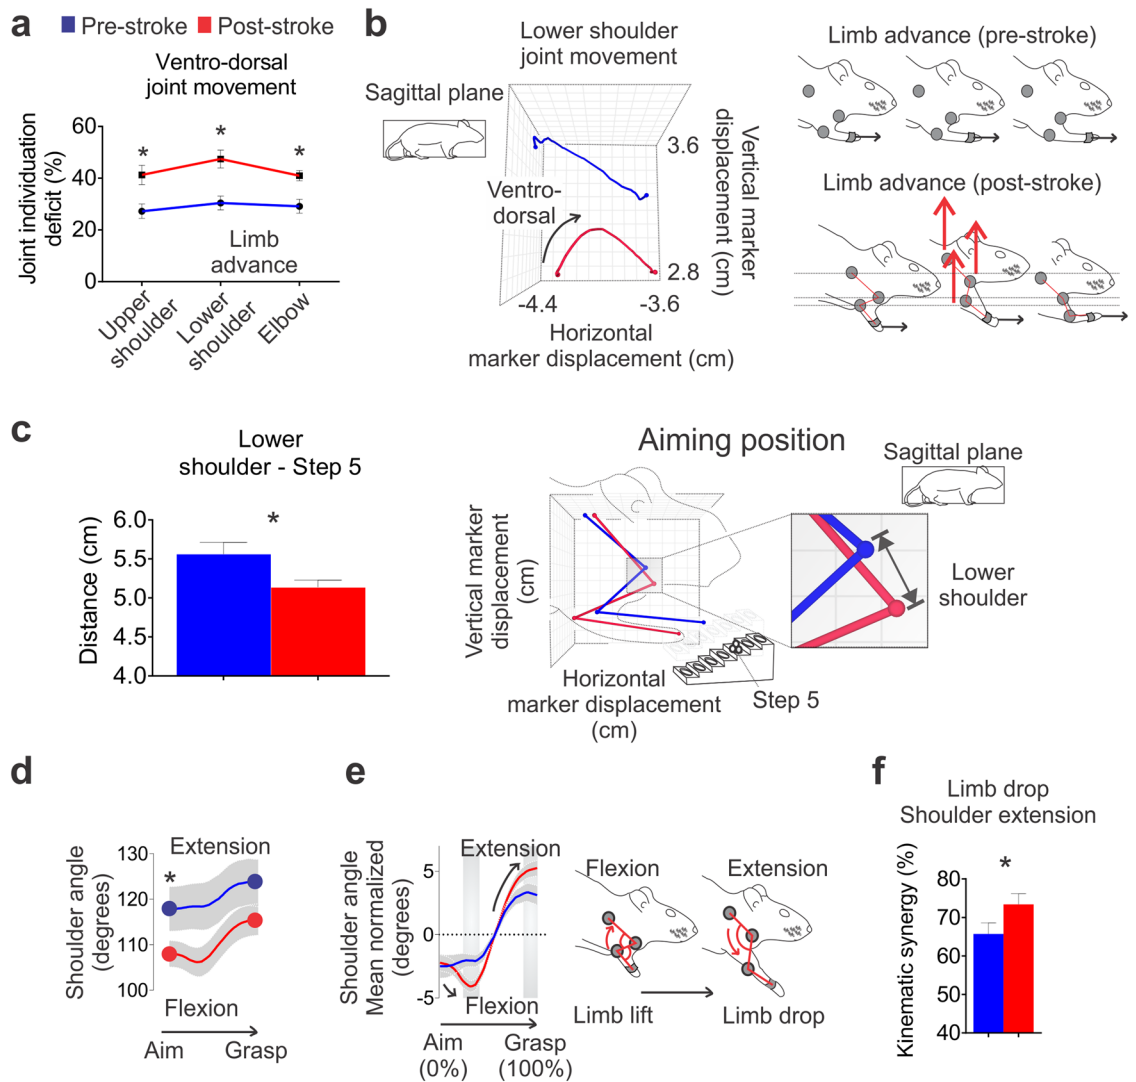 a
Pre-stroke
Post-stroke
Ventro-dorsal
joint movement
Joint individuation
deficit (%)
60
40
20
0
*
*
*
Limb
advance
Upper
shoulder
Lower
shoulder
Elbow
b
Lower shoulder
joint movement
Sagittal plane
Ventro-
dorsal
3.6
2.8
Vertical marker
displacement (cm)
-4.4
-3.6
Horizontal
marker displacement (cm)
Limb advance (pre-stroke)
Limb advance (post-stroke)
c
Lower
shoulder - Step 5
Distance (cm)
6.0
5.5
5.0
4.5
4.0
*
Aiming position
Sagittal plane
Vertical marker
displacement
(cm)
Horizontal
marker displacement
(cm)
Step 5
Lower
shoulder
d
Shoulder angle
(degrees)
130
120
110
100
Extension
*
Flexion
Aim
Grasp
e
Shoulder angle
Mean normalized
(degrees)
5
0
-5
Extension
Flexion
Aim
(0%)
Grasp
(100%)
Flexion
Extension
Limb lift
Limb drop
f
Limb drop
Shoulder extension
Kinematic synergy (%)
80
70
60
50
40
*